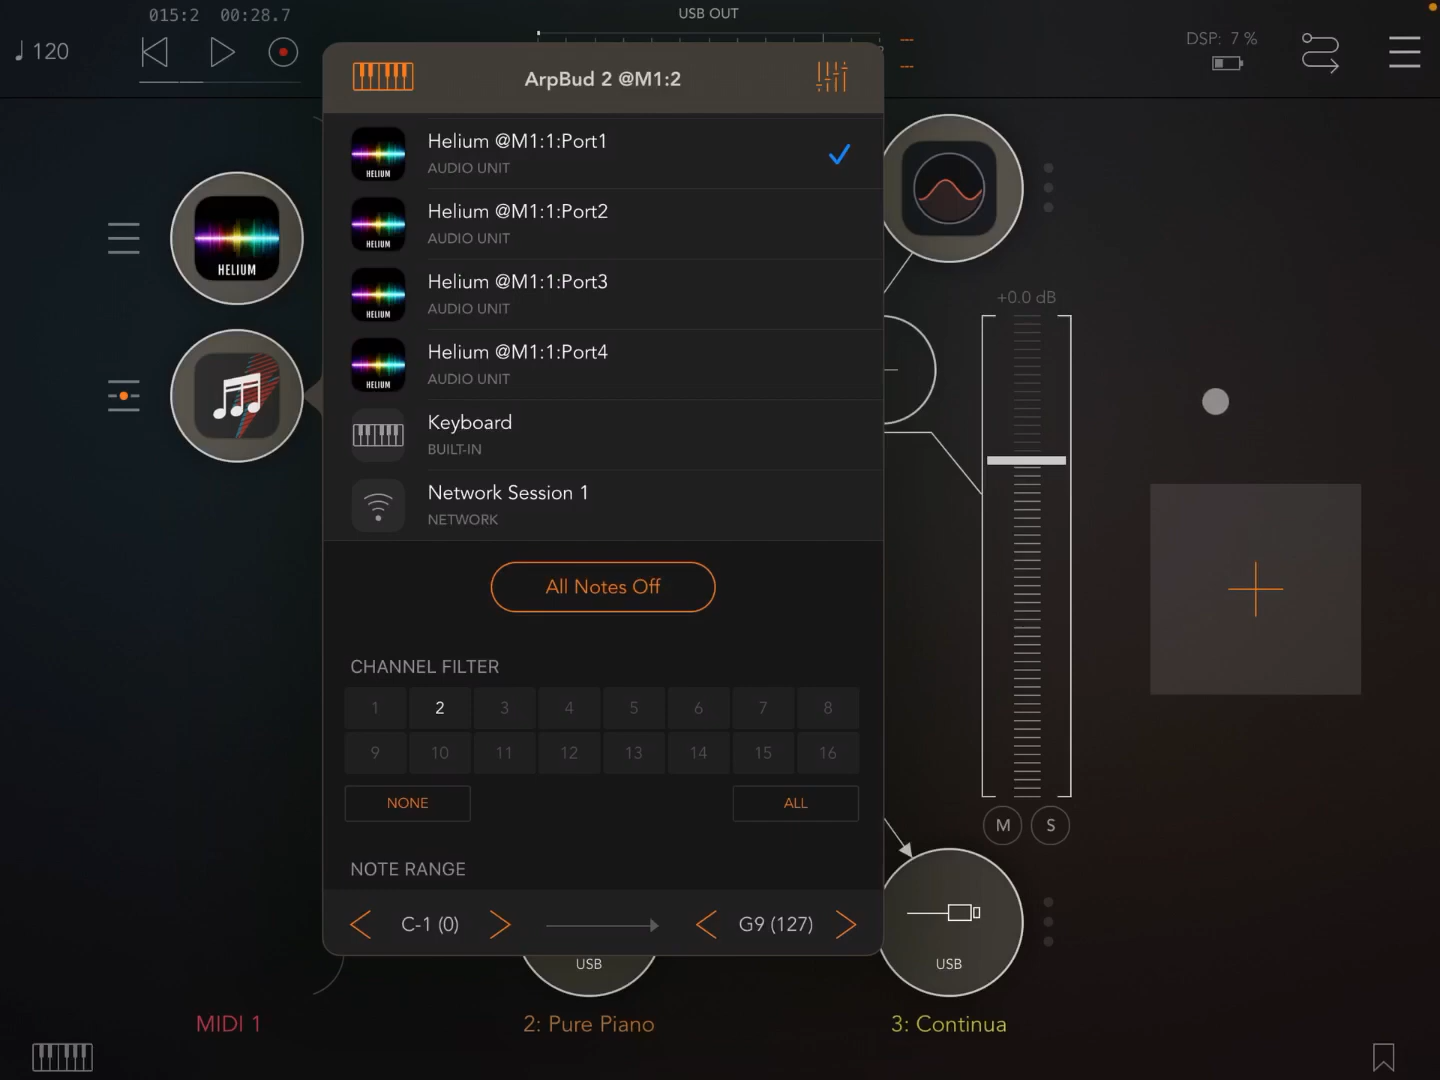 015:2 00:28.7
USB OUT
120
DSP: 7 %
ArpBud 2 @M1:2
Helium @M1:1:Port1
AUDIO UNIT
HELIUM
Helium @M1:1:Port2
AUDIO UNIT
HELIUM
Helium @M1:1:Port3
AUDIO UNIT
HELIUM
Helium @M1:1:Port4
AUDIO UNIT
HELIUM
Keyboard
BUILT-IN
Network Session 1
NETWORK
HELIUM
+0.0 dB
All Notes Off
CHANNEL FILTER
1 2 3 4 5 6 7 8
9 10 11 12 13 14 15 16
NONE ALL
M S
NOTE RANGE
C-1 (0) G9 (127)
USB USB
MIDI 1 2: Pure Piano 3: Continua